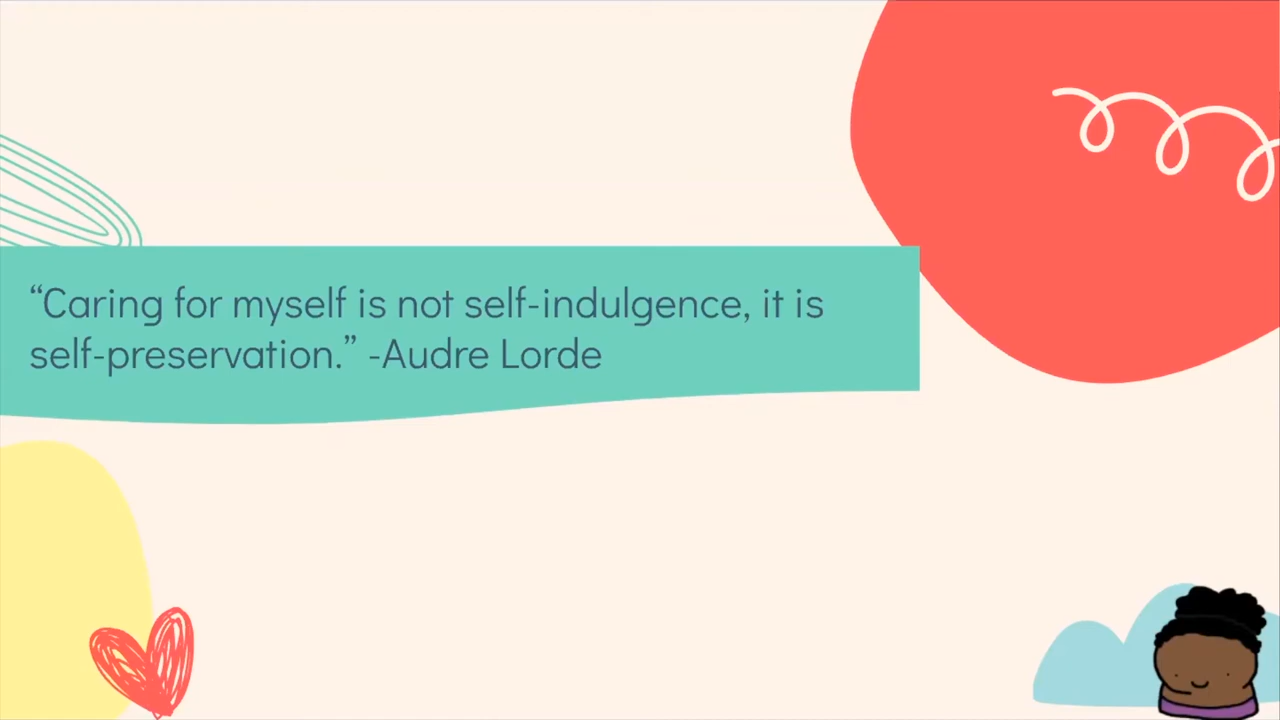 “Caring for myself is not self-indulgence, it is
self-preservation.” -Audre Lorde